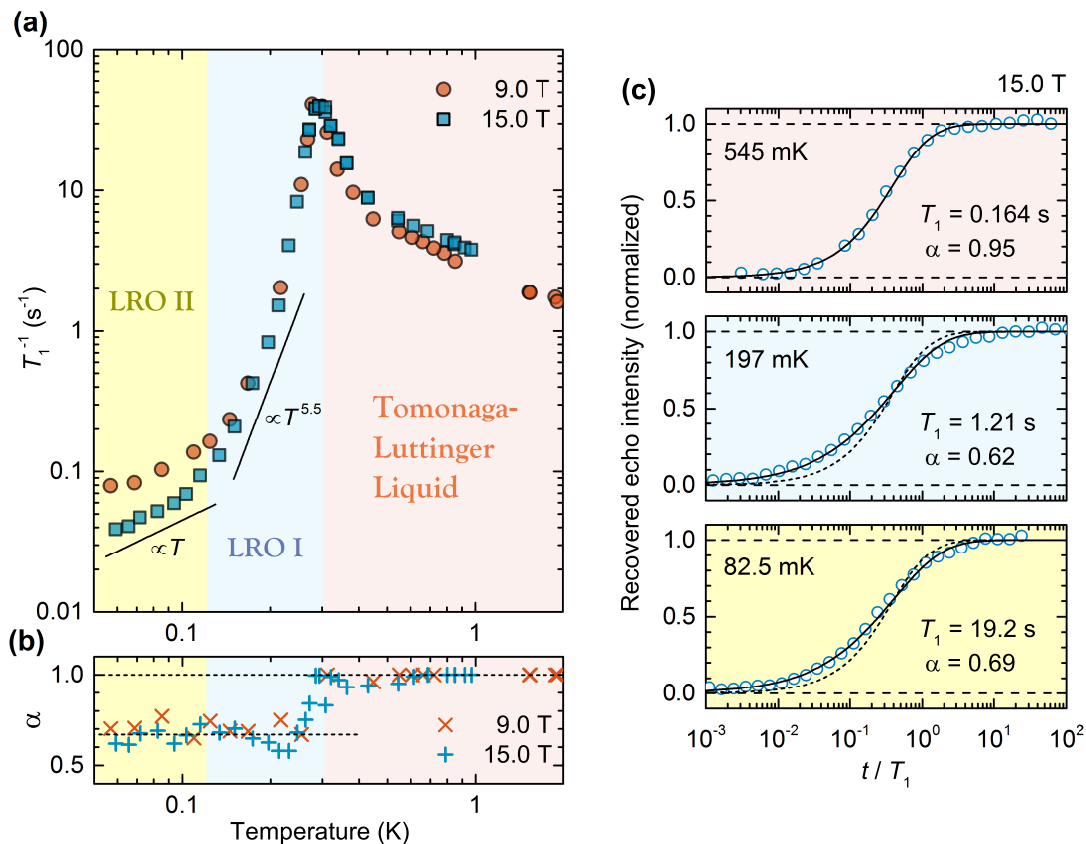 (a)
100
10
1
0.1
0.01
T₁⁻¹ (s⁻¹)
9.0 T
15.0 T
LRO II
∝T⁵·⁵
Tomonaga-
Luttinger
Liquid
LRO I
∝T
0.1
1
(b)
1.0
0.5
α
9.0 T
15.0 T
0.1
1
Temperature (K)
(c)
15.0 T
Recovered echo intensity (normalized)
1.0
0.5
0.0
545 mK
T₁ = 0.164 s
α = 0.95
1.0
0.5
0.0
197 mK
T₁ = 1.21 s
α = 0.62
1.0
0.5
0.0
82.5 mK
T₁ = 19.2 s
α = 0.69
10⁻³ 10⁻² 10⁻¹ 10⁰ 10¹ 10²
t / T₁